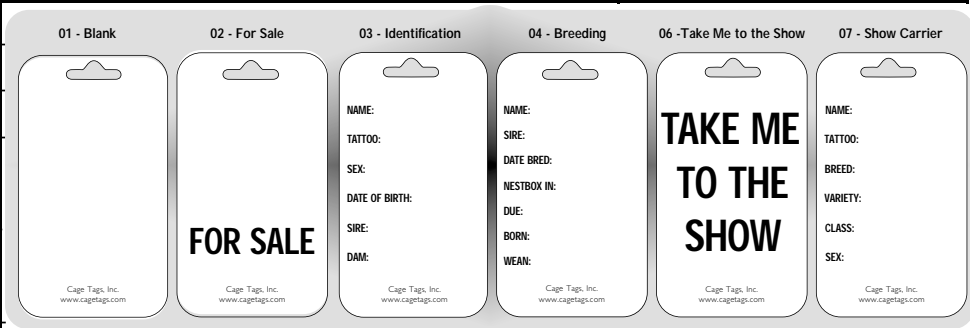 01 - Blank
02 - For Sale
03 - Identification
04 - Breeding
06 -Take Me to the Show
07 - Show Carrier
Cage Tags, Inc.
www.cagetags.com
FOR SALE
Cage Tags, Inc.
www.cagetags.com
NAME:
TATTOO:
SEX:
DATE OF BIRTH:
SIRE:
DAM:
Cage Tags, Inc.
www.cagetags.com
NAME:
SIRE:
DATE BRED:
NESTBOX IN:
DUE:
BORN:
WEAN:
Cage Tags, Inc.
www.cagetags.com
TAKE ME
TO THE
SHOW
Cage Tags, Inc.
www.cagetags.com
NAME:
TATTOO:
BREED:
VARIETY:
CLASS:
SEX:
Cage Tags, Inc.
www.cagetags.com